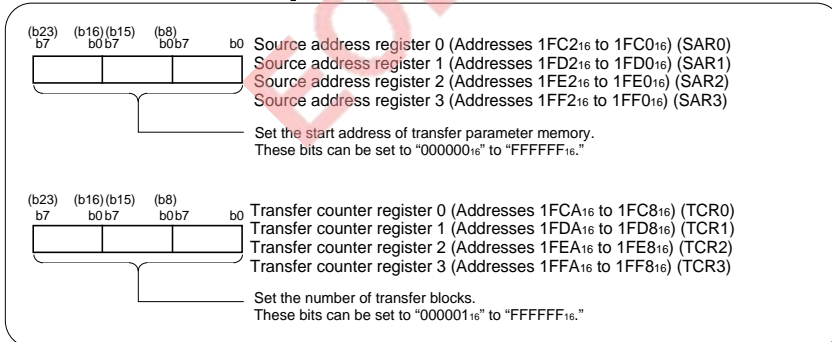 (b23) (b16)(b15) (b8)
b7 b0 b7 b0 b7 b0
Source address register 0 (Addresses 1FC2₁₆ to 1FC0₁₆) (SAR0)
Source address register 1 (Addresses 1FD2₁₆ to 1FD0₁₆) (SAR1)
Source address register 2 (Addresses 1FE2₁₆ to 1FE0₁₆) (SAR2)
Source address register 3 (Addresses 1FF2₁₆ to 1FF0₁₆) (SAR3)
Set the start address of transfer parameter memory.
These bits can be set to “000000₁₆” to “FFFFFF₁₆.”
(b23) (b16)(b15) (b8)
b7 b0 b7 b0 b7 b0
Transfer counter register 0 (Addresses 1FCA₁₆ to 1FC8₁₆) (TCR0)
Transfer counter register 1 (Addresses 1FDA₁₆ to 1FD8₁₆) (TCR1)
Transfer counter register 2 (Addresses 1FEA₁₆ to 1FE8₁₆) (TCR2)
Transfer counter register 3 (Addresses 1FFA₁₆ to 1FF8₁₆) (TCR3)
Set the number of transfer blocks.
These bits can be set to “000001₁₆” to “FFFFFF₁₆.”